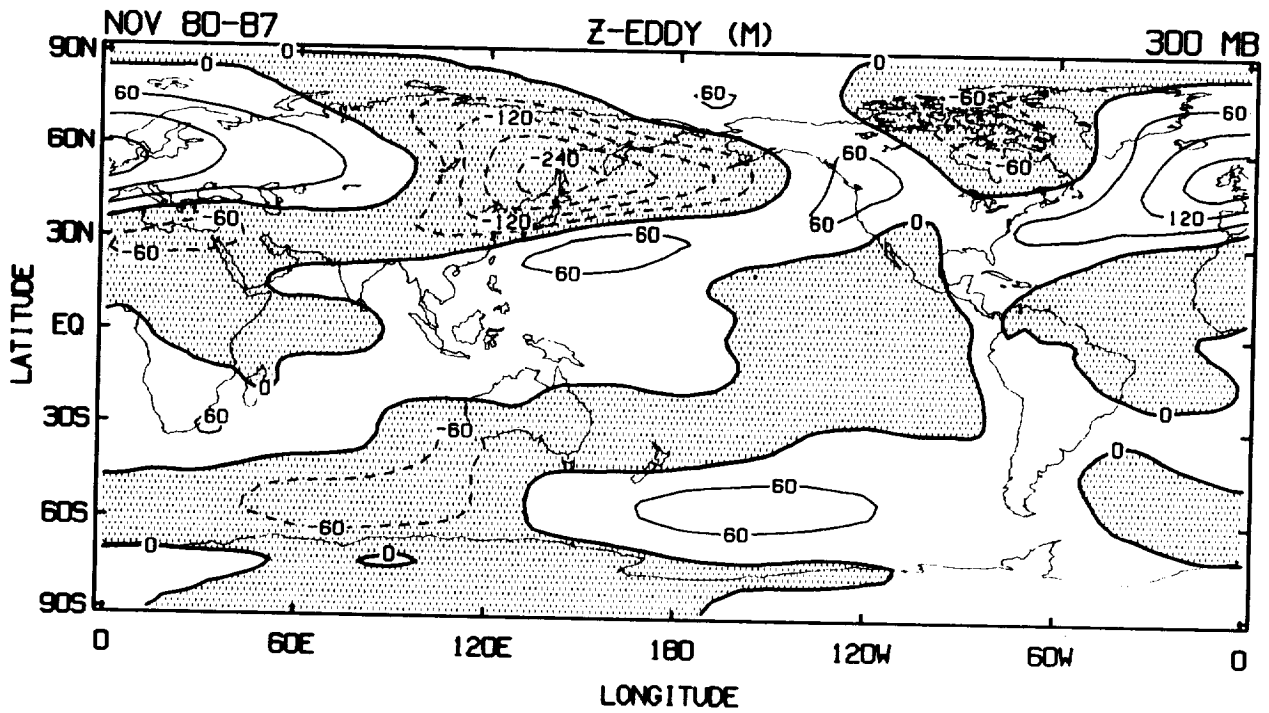 NOV 80-87 Z-EDDY (M) 300 MB
90N 0 0 0
60 .60 -60 60
-120
60N
-240 60 -60
-120 60 120
-60
30N 60 0
-60
60
EQ
0
30S 60 0
-60
0
60
60S
-60 60
0 0
90S
0 60E 120E 180 120W 60W 0
LATITUDE
LONGITUDE